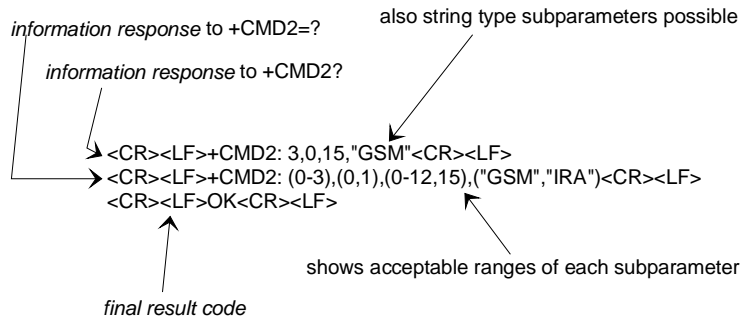 also string type subparameters possible
information response to +CMD2=?
information response to +CMD2?
<CR><LF>+CMD2: 3,0,15,"GSM"<CR><LF>
<CR><LF>+CMD2: (0-3),(0,1),(0-12,15),("GSM","IRA")<CR><LF>
<CR><LF>OK<CR><LF>
shows acceptable ranges of each subparameter
final result code